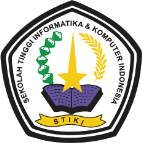 SEKOLAH TINGGI INFORMATIKA & KOMPUTER INDONESIA
STIKI